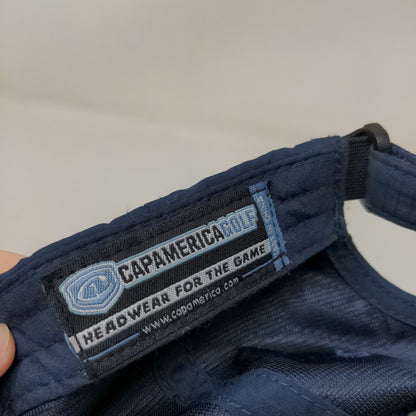 CAPAMERICAGOLF
HEADWEAR FOR THE GAME
www.capamerica.com